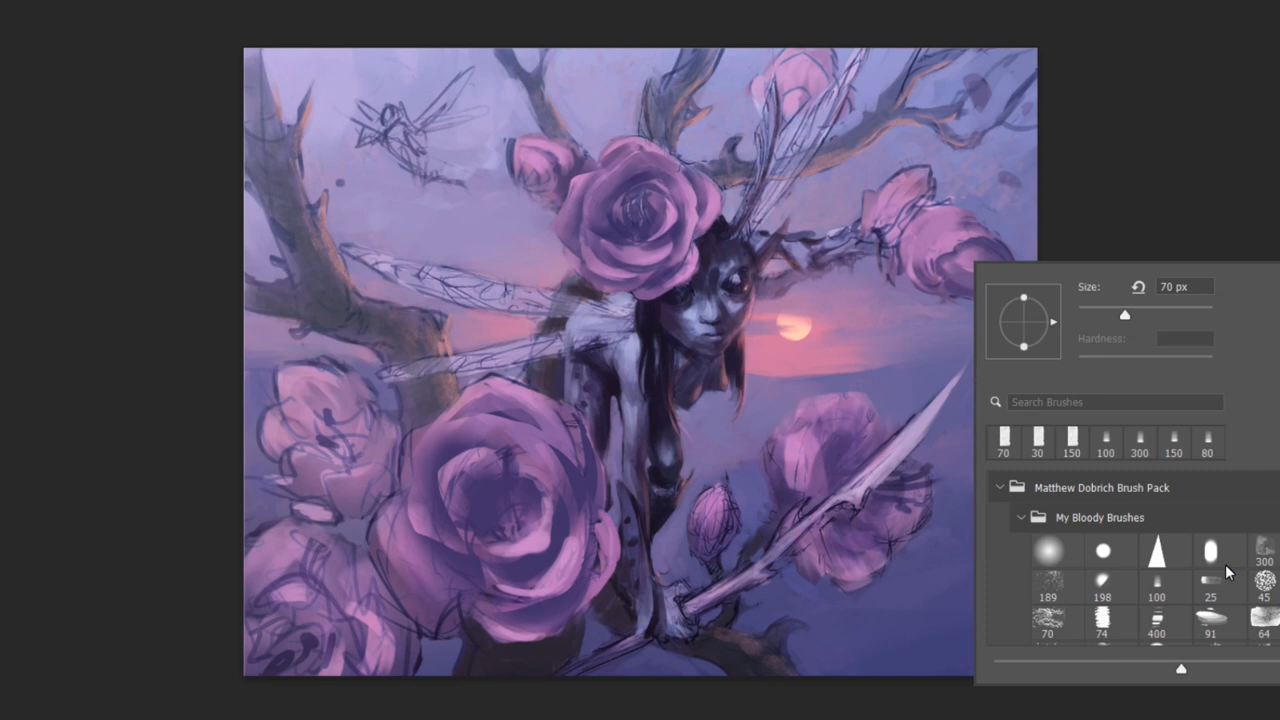 Size: 70 px
Hardness:
Search Brushes
70 30 150 100 300 150 80
Matthew Dobrich Brush Pack
My Bloody Brushes
300
189 198 100 25 45
70 74 400 91 64